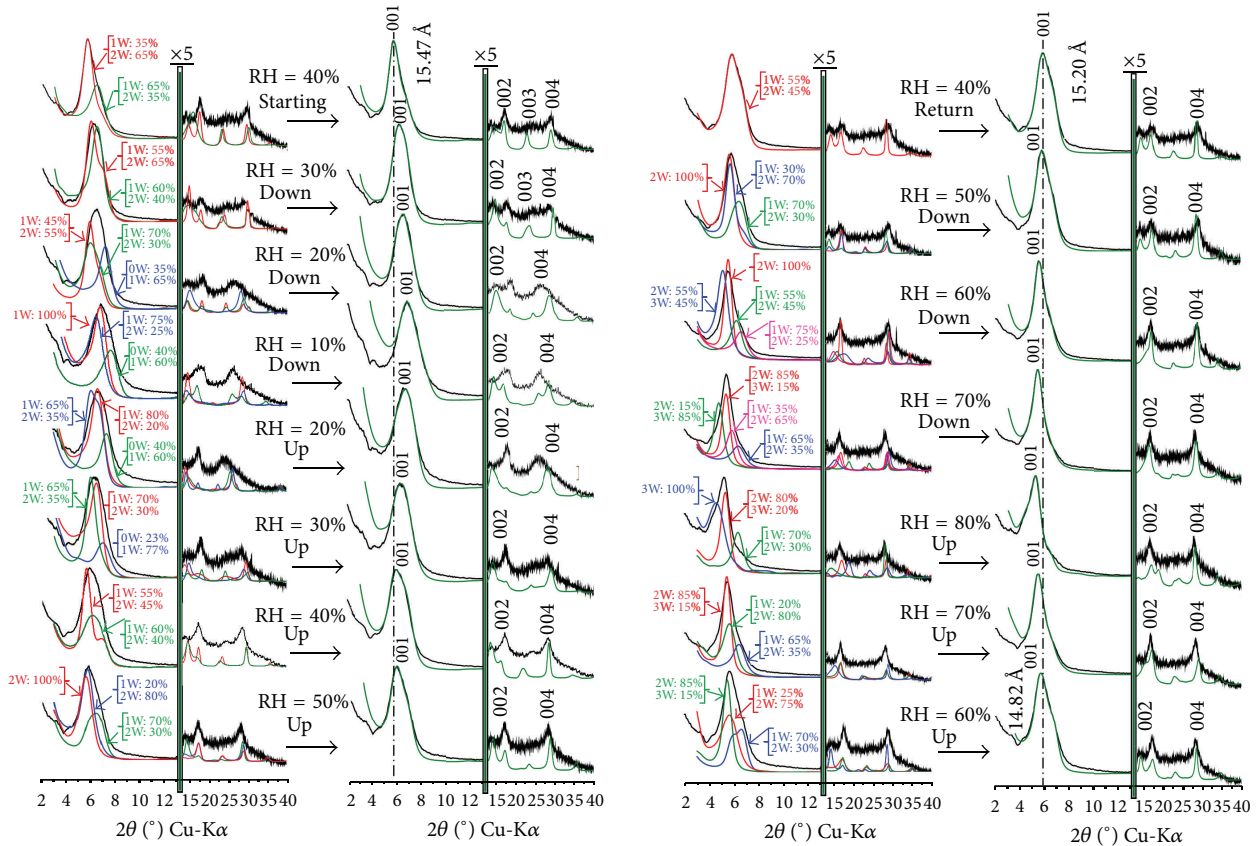 1W: 35%
2W: 65%
1W: 65%
2W: 35%
×5
RH = 40%
Starting
001
15.47 Å
×5
002
003
004
1W: 55%
2W: 65%
1W: 60%
2W: 40%
RH = 30%
Down
001
002
003
004
1W: 45%
2W: 55%
1W: 70%
2W: 30%
0W: 35%
1W: 65%
RH = 20%
Down
001
002
004
1W: 100%
1W: 75%
2W: 25%
0W: 40%
1W: 60%
RH = 10%
Down
001
002
004
1W: 65%
2W: 35%
1W: 80%
2W: 20%
0W: 40%
1W: 60%
RH = 20%
Up
001
002
004
1W: 65%
2W: 35%
1W: 70%
2W: 30%
0W: 23%
1W: 77%
RH = 30%
Up
001
002
004
1W: 55%
2W: 45%
1W: 60%
2W: 40%
RH = 40%
Up
001
002
004
2W: 100%
1W: 20%
2W: 80%
1W: 70%
2W: 30%
RH = 50%
Up
001
002
004
2 4 6 8 10 12 15 20 25 30 35 40
2θ (°) Cu-Kα
2 4 6 8 10 12 15 20 25 30 35 40
2θ (°) Cu-Kα
1W: 55%
2W: 45%
×5
RH = 40%
Return
001
15.20 Å
×5
002
004
2W: 100%
1W: 30%
2W: 70%
1W: 70%
2W: 30%
RH = 50%
Down
001
002
004
2W: 55%
3W: 45%
2W: 100%
1W: 55%
2W: 45%
1W: 75%
2W: 25%
RH = 60%
Down
001
002
004
2W: 15%
3W: 85%
2W: 85%
3W: 15%
1W: 35%
2W: 65%
1W: 65%
2W: 35%
RH = 70%
Down
001
002
004
3W: 100%
2W: 80%
3W: 20%
1W: 70%
2W: 30%
RH = 80%
Up
001
002
004
2W: 85%
3W: 15%
1W: 20%
2W: 80%
1W: 65%
2W: 35%
RH = 70%
Up
001
002
004
2W: 85%
3W: 15%
1W: 25%
2W: 75%
1W: 70%
2W: 30%
RH = 60%
Up
14.82 Å
001
002
004
2 4 6 8 10 12 15 20 25 30 35 40
2θ (°) Cu-Kα
2 4 6 8 10 12 15 20 25 30 35 40
2θ (°) Cu-Kα